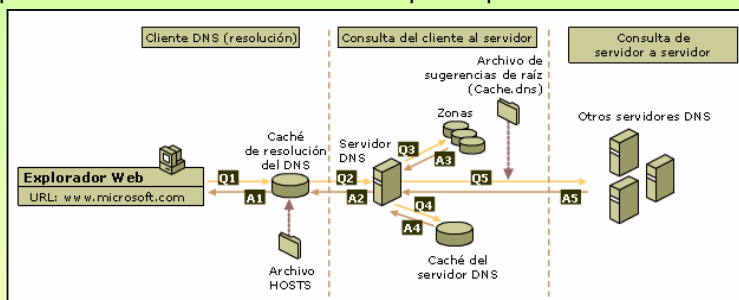 Cliente DNS (resolución)
Consulta del cliente al servidor
Consulta de
servidor a servidor
Archivo de
sugerencias de raíz
(Cache.dns)
Zonas
Otros servidores DNS
Caché
de resolución
del DNS
Servidor
DNS
Q3
A3
Explorador Web
URL: www.microsoft.com
Q1
A1
Q2
A2
Q5
A5
Q4
A4
Archivo
HOSTS
Caché del
servidor DNS